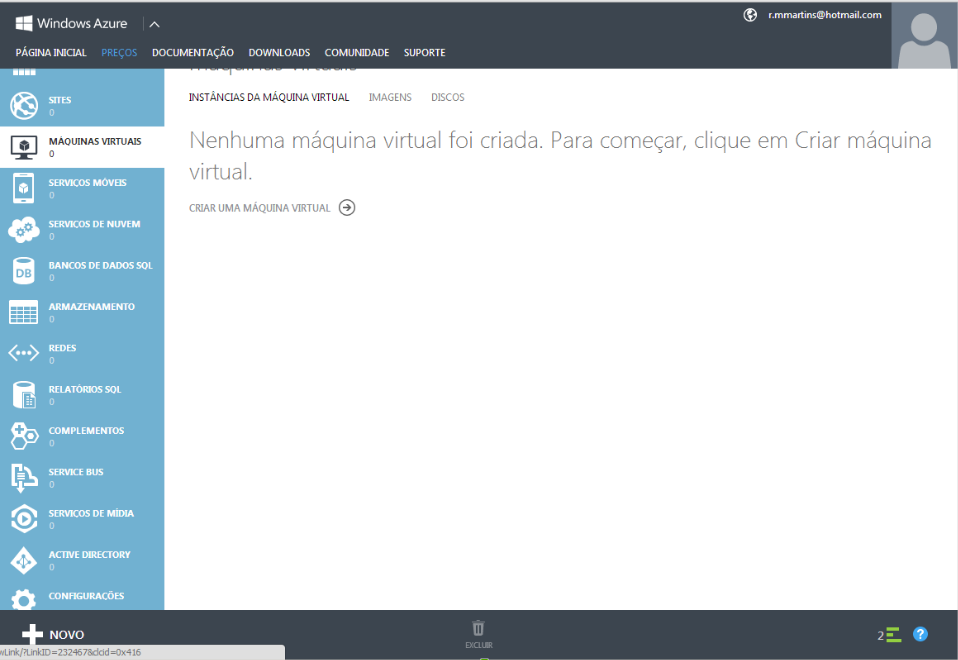 Windows Azure
r.mmartins@hotmail.com
PÁGINA INICIAL PREÇOS DOCUMENTAÇÃO DOWNLOADS COMUNIDADE SUPORTE
máquinas virtuais
INSTÂNCIAS DA MÁQUINA VIRTUAL IMAGENS DISCOS
Nenhuma máquina virtual foi criada. Para começar, clique em Criar máquina
virtual.
CRIAR UMA MÁQUINA VIRTUAL
SITES
0
MÁQUINAS VIRTUAIS
0
SERVIÇOS MÓVEIS
0
SERVIÇOS DE NUVEM
0
DB
BANCOS DE DADOS SQL
0
ARMAZENAMENTO
0
REDES
0
RELATÓRIOS SQL
0
COMPLEMENTOS
0
SERVICE BUS
0
SERVIÇOS DE MÍDIA
0
ACTIVE DIRECTORY
0
CONFIGURAÇÕES
NOVO
EXCLUIR
2
?
wLink/?LinkID=232467&clcid=0x416